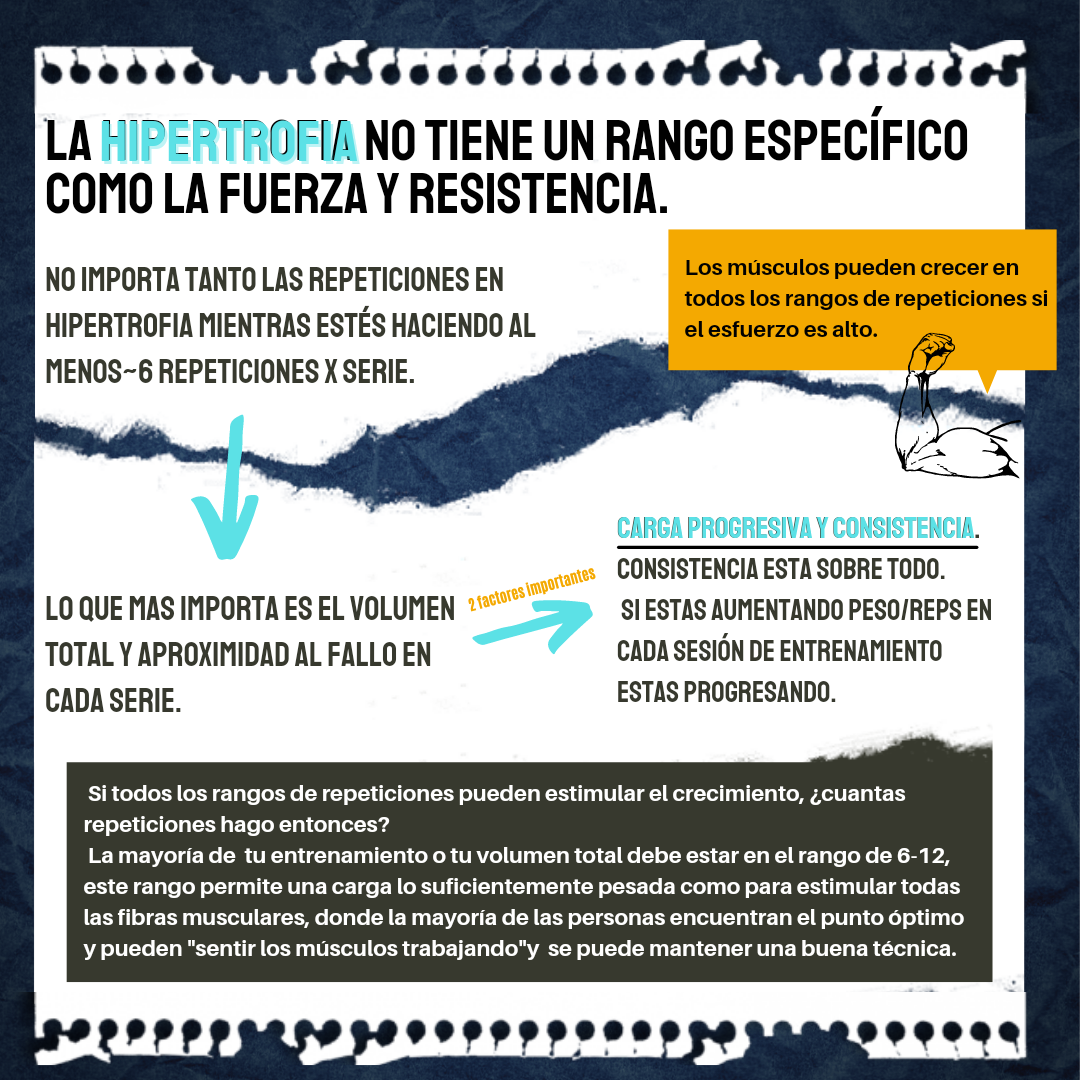 LA HIPERTROFIA NO TIENE UN RANGO ESPECÍFICO
COMO LA FUERZA Y RESISTENCIA.
NO IMPORTA TANTO LAS REPETICIONES EN
HIPERTROFIA MIENTRAS ESTÉS HACIENDO AL
MENOS~6 REPETICIONES X SERIE.
Los músculos pueden crecer en
todos los rangos de repeticiones si
el esfuerzo es alto.
LO QUE MAS IMPORTA ES EL VOLUMEN
TOTAL Y APROXIMIDAD AL FALLO EN
CADA SERIE.
2 factores importantes
CARGA PROGRESIVA Y CONSISTENCIA.
CONSISTENCIA ESTA SOBRE TODO.
SI ESTAS AUMENTANDO PESO/REPS EN
CADA SESIÓN DE ENTRENAMIENTO
ESTAS PROGRESANDO.
Si todos los rangos de repeticiones pueden estimular el crecimiento, ¿cuantas
repeticiones hago entonces?
La mayoría de tu entrenamiento o tu volumen total debe estar en el rango de 6-12,
este rango permite una carga lo suficientemente pesada como para estimular todas
las fibras musculares, donde la mayoría de las personas encuentran el punto óptimo
y pueden "sentir los músculos trabajando"y se puede mantener una buena técnica.